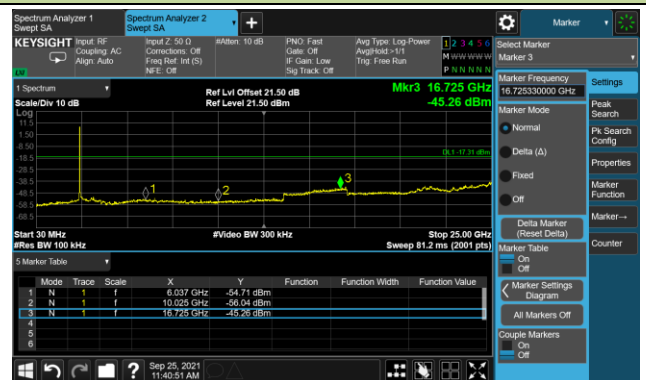 Spectrum Analyzer 1
Swept SA
Spectrum Analyzer 2
Swept SA
+
Marker
KEYSIGHT
Input: RF
Coupling: AC
Align: Auto
Input Z: 50 Ω
Corrections: Off
Freq Ref: Int (S)
NFE: Off
#Atten: 10 dB
PNO: Fast
Gate: Off
IF Gain: Low
Sig Track: Off
Avg Type: Log-Power
Avg|Hold:>1/1
Trig: Free Run
1 2 3 4 5 6
M W W W W W
P N N N N N
Select Marker
Marker 3
1 Spectrum
Scale/Div 10 dB
Log
Ref Lvl Offset 21.50 dB
Ref Level 21.50 dBm
Mkr3 16.725 GHz
-45.26 dBm
11.5
1.50
-8.50
-18.5
-28.5
-38.5
-48.5
-58.5
-68.5
DL1 -17.31 dBm
1
2
3
Start 30 MHz
#Res BW 100 kHz
#Video BW 300 kHz
Stop 25.00 GHz
Sweep 81.2 ms (2001 pts)
5 Marker Table
Mode Trace Scale X Y Function Function Width Function Value
1 N 1 f 6.037 GHz -54.71 dBm
2 N 1 f 10.025 GHz -56.04 dBm
3 N 1 f 16.725 GHz -45.26 dBm
4
5
6
Marker Frequency
16.725330000 GHz
Marker Mode
Normal
Delta (Δ)
Fixed
Off
Delta Marker
(Reset Delta)
Marker Table
On
Off
Marker Settings
Diagram
All Markers Off
Couple Markers
On
Off
Settings
Peak
Search
Pk Search
Config
Properties
Marker
Function
Marker→
Counter
?
Sep 25, 2021
11:40:51 AM